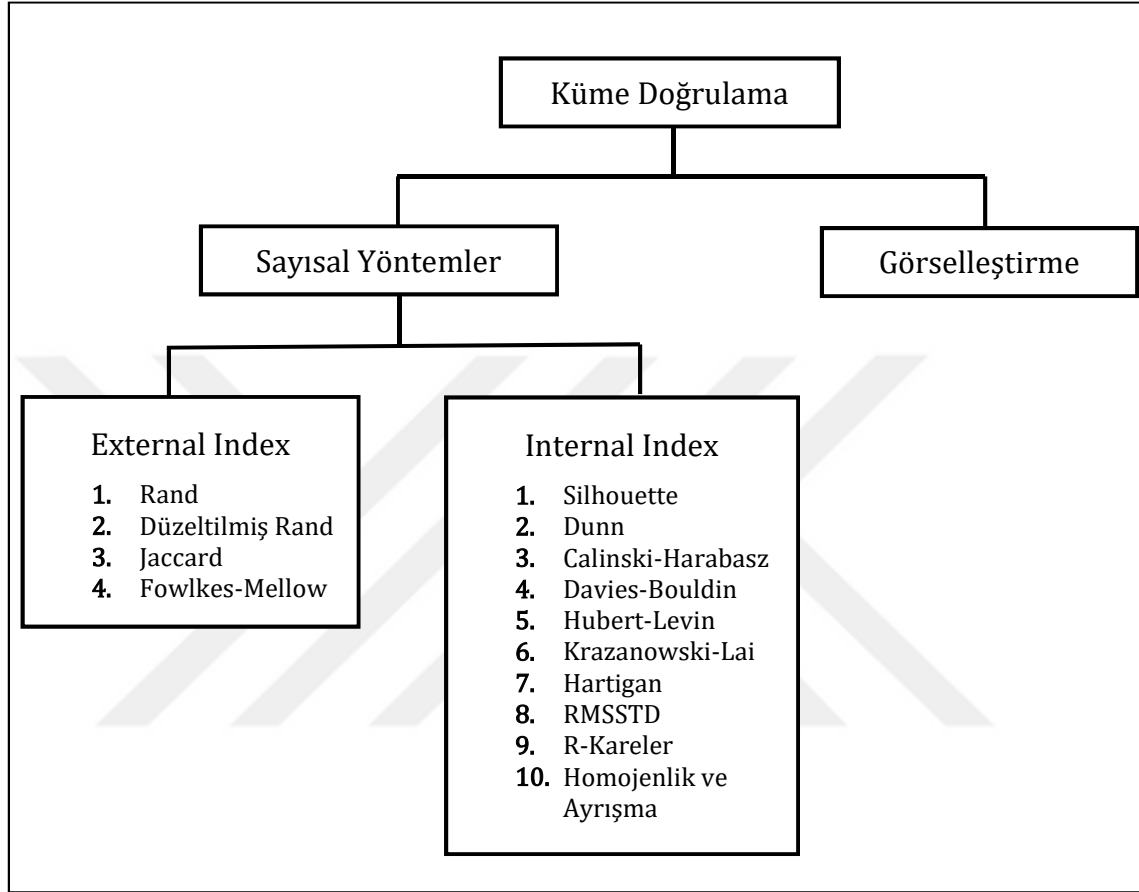 Küme Doğrulama
Sayısal Yöntemler
Görselleştirme
External Index
1. Rand
2. Düzeltilmiş Rand
3. Jaccard
4. Fowlkes-Mellow
Internal Index
1. Silhouette
2. Dunn
3. Calinski-Harabasz
4. Davies-Bouldin
5. Hubert-Levin
6. Krazanowski-Lai
7. Hartigan
8. RMSSTD
9. R-Kareler
10. Homojenlik ve
Ayrışma